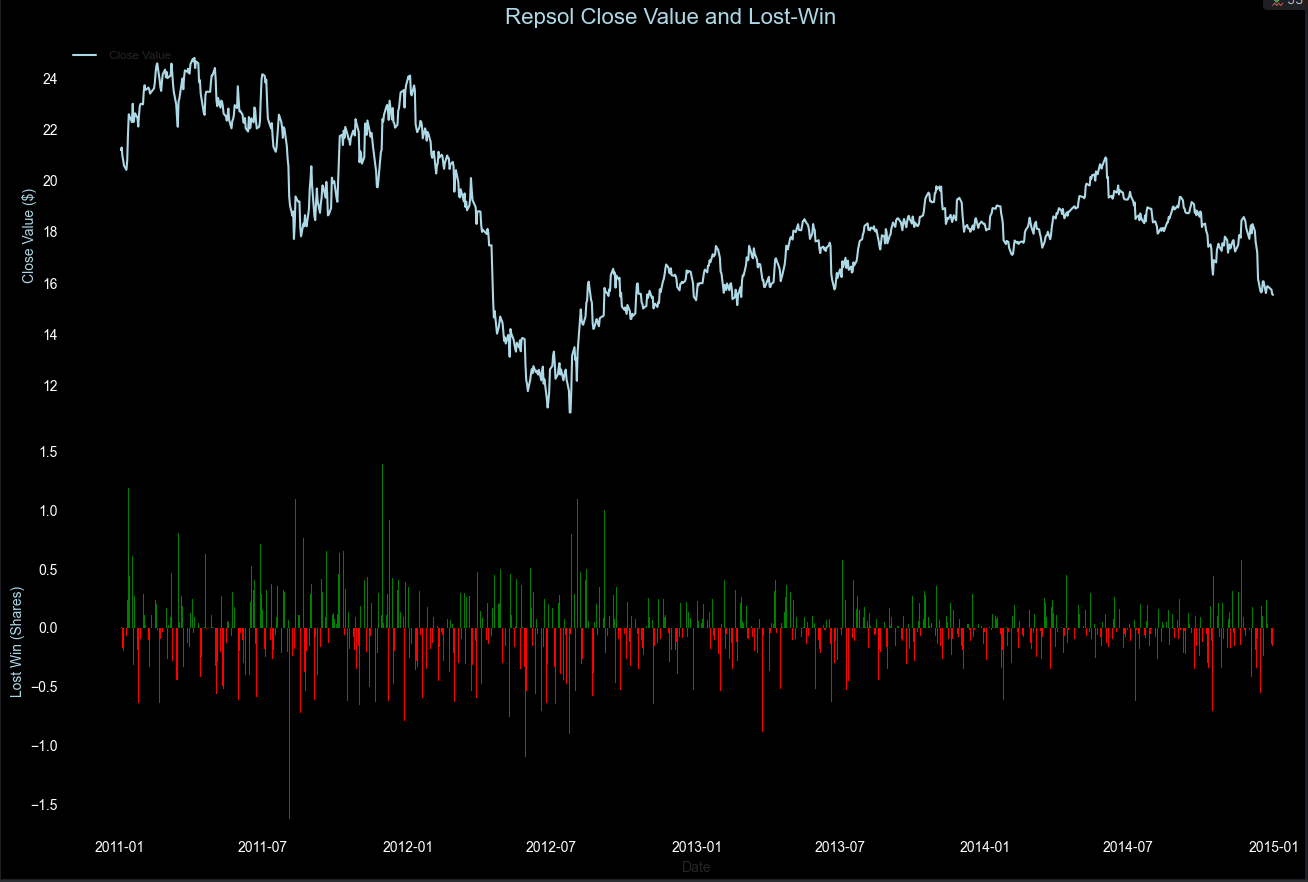 Repsol Close Value and Lost-Win
Close Value
24
22
20
18
16
14
12
Close Value ($)
1.5
1.0
0.5
0.0
−0.5
−1.0
−1.5
Lost Win (Shares)
2011-01 2011-07 2012-01 2012-07 2013-01 2013-07 2014-01 2014-07 2015-01
Date